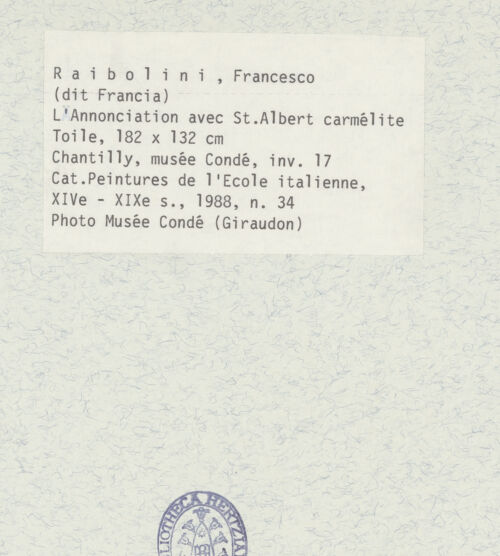 R a i b o l i n i , Francesco
(dit Francia)
L'Annonciation avec St.Albert carmélite
Toile, 182 x 132 cm
Chantilly, musée Condé, inv. 17
Cat.Peintures de l'Ecole italienne,
XIVe - XIXe s., 1988, n. 34
Photo Musée Condé (Giraudon)